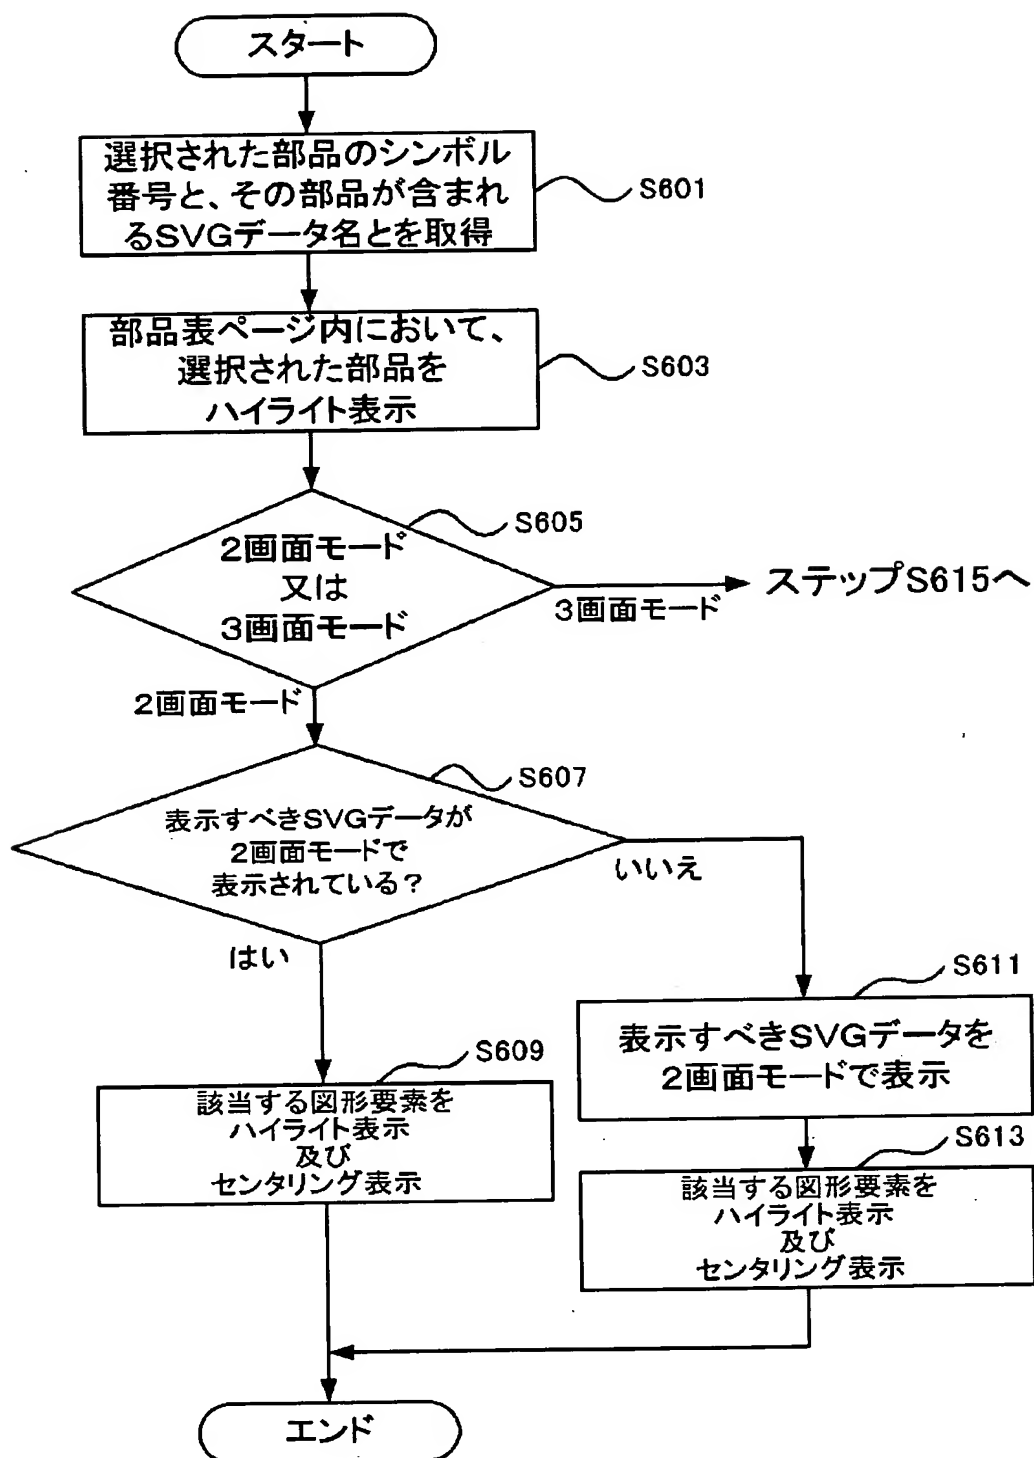 スタート
選択された部品のシンボル
番号と、その部品が含まれ
るSVGデータ名とを取得
S601
部品表ページ内において、
選択された部品を
ハイライト表示
S603
2画面モード
又は
3画面モード
S605
3画面モード
ステップS615へ
2画面モード
表示すべきSVGデータが
2画面モードで
表示されている?
S607
いいえ
はい
S611
表示すべきSVGデータを
2画面モードで表示
S609
該当する図形要素を
ハイライト表示
及び
センタリング表示
S613
該当する図形要素を
ハイライト表示
及び
センタリング表示
エンド